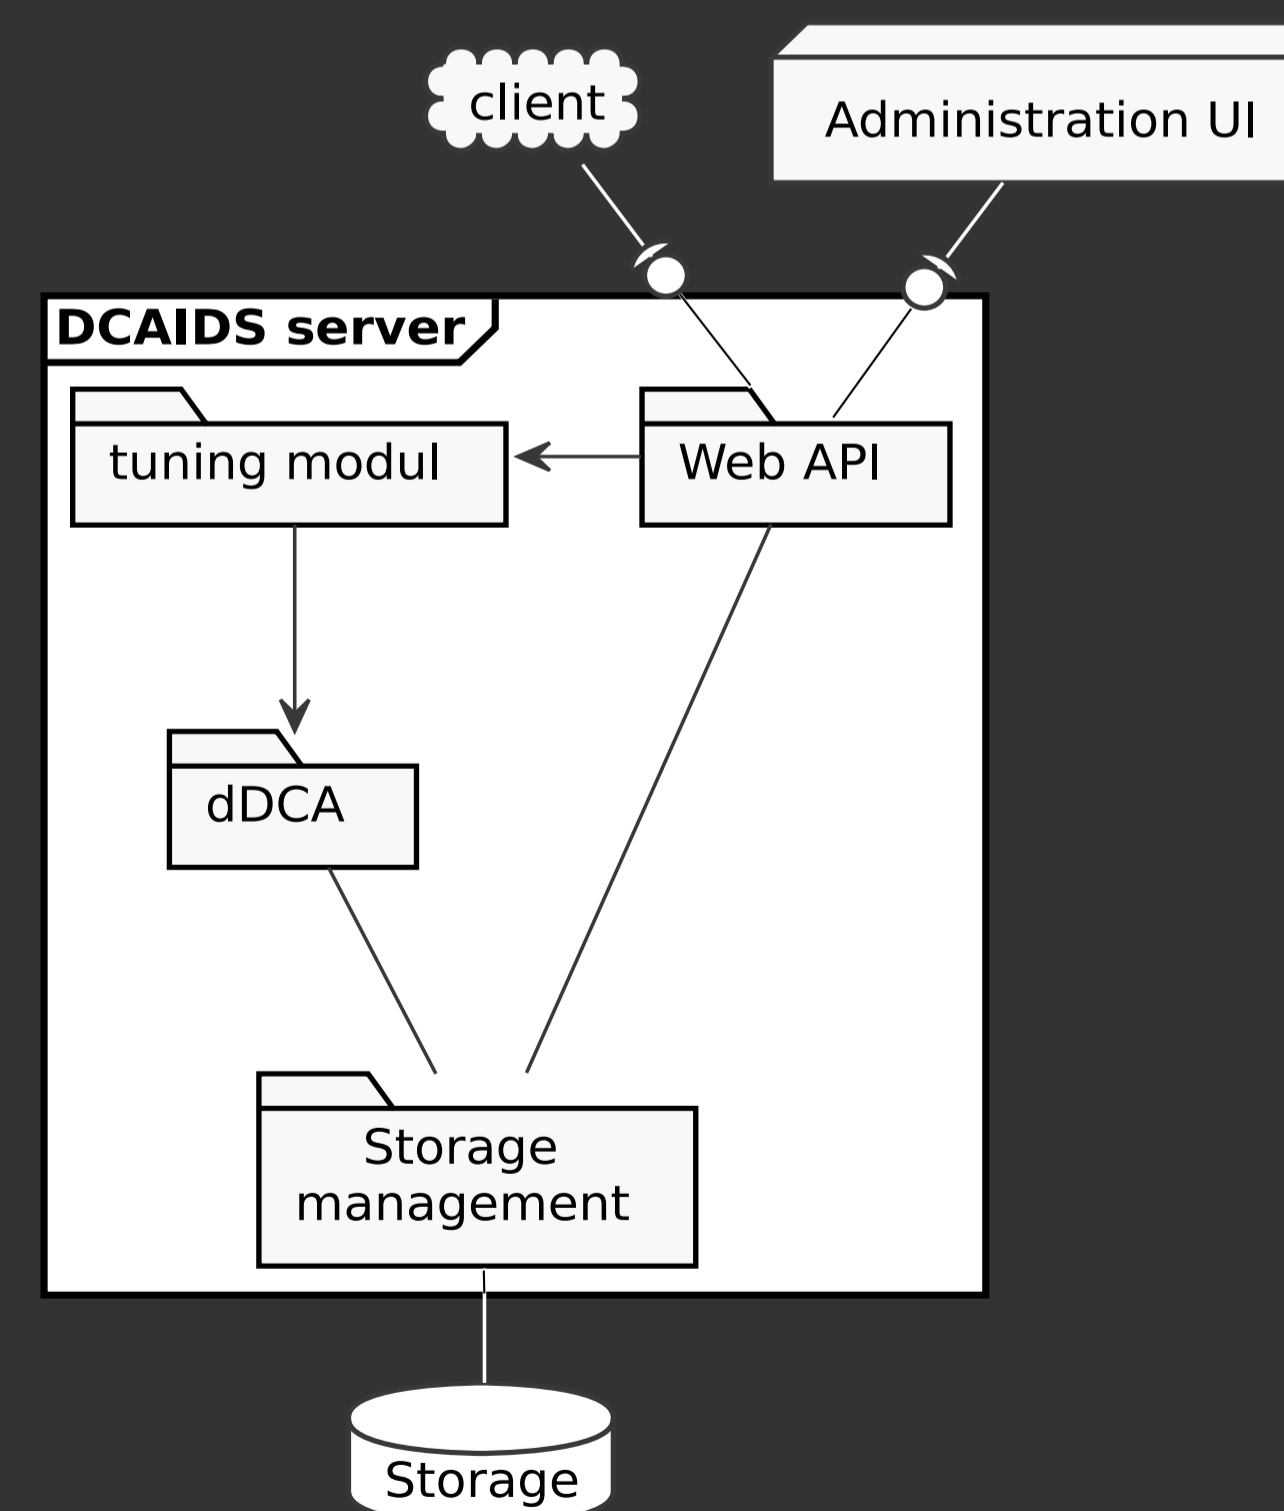 client
Administration UI
DCAIDS server
tuning modul
Web API
dDCA
Storage
management
Storage